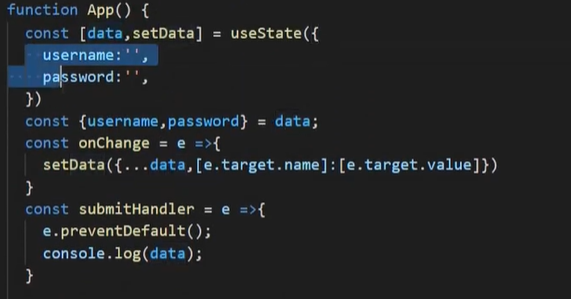 function App() {
const [data,setData] = useState({
username:'',
password:'',
})
const {username,password} = data;
const onChange = e =>{
setData({...data,[e.target.name]:[e.target.value]})
}
const submitHandler = e =>{
e.preventDefault();
console.log(data);
}